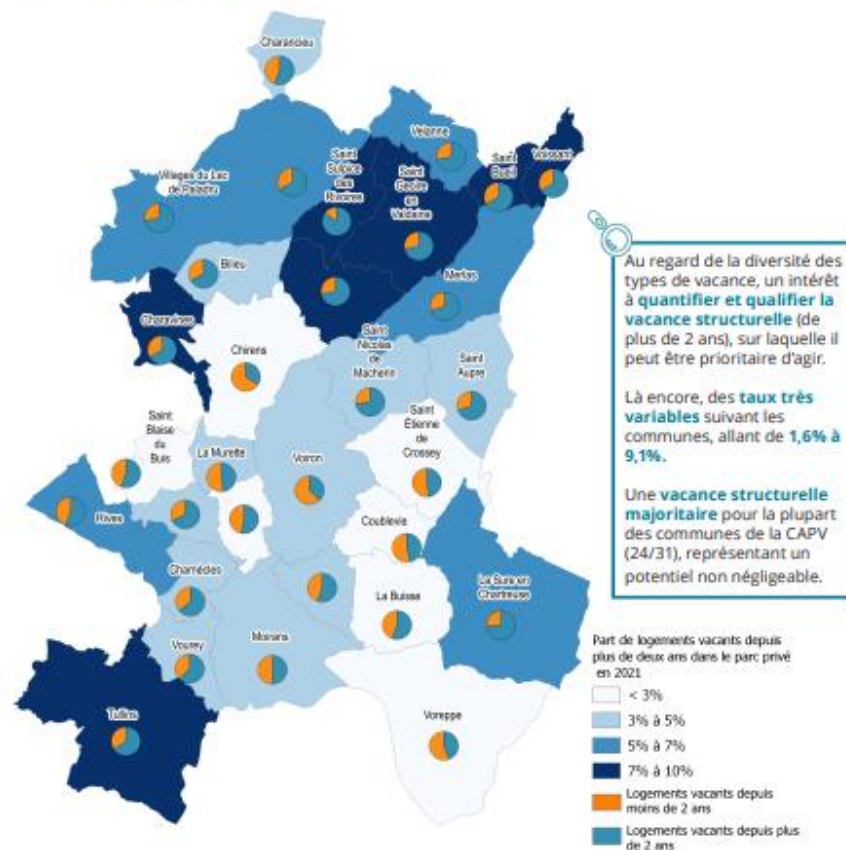 Charancieu
Velanne
Saint
Sulpice
des
Rivoires
Saint
Geoire
en
Valdaine
Saint
Bueil
Voissant
Villages du Lac
de Paladru
Bilieu
Merlas
Charavines
Chirens
Saint
Nicolas
de
Macherin
Saint
Aupre
Saint
Blaise
du
Buis
La Murette
Voiron
Saint
Étienne
de
Crossey
Rives
Coublevie
Charnècles
La Buisse
La Sure en
Chartreuse
Vourey
Moirans
Tullins
Voreppe
Au regard de la diversité des
types de vacance, un intérêt
à quantifier et qualifier la
vacance structurelle (de
plus de 2 ans), sur laquelle il
peut être prioritaire d'agir.
Là encore, des taux très
variables suivant les
communes, allant de 1,6% à
9,1%.
Une vacance structurelle
majoritaire pour la plupart
des communes de la CAPV
(24/31), représentant un
potentiel non négligeable.
Part de logements vacants depuis
plus de deux ans dans le parc privé
en 2021
< 3%
3% à 5%
5% à 7%
7% à 10%
Logements vacants depuis
moins de 2 ans
Logements vacants depuis plus
de 2 ans